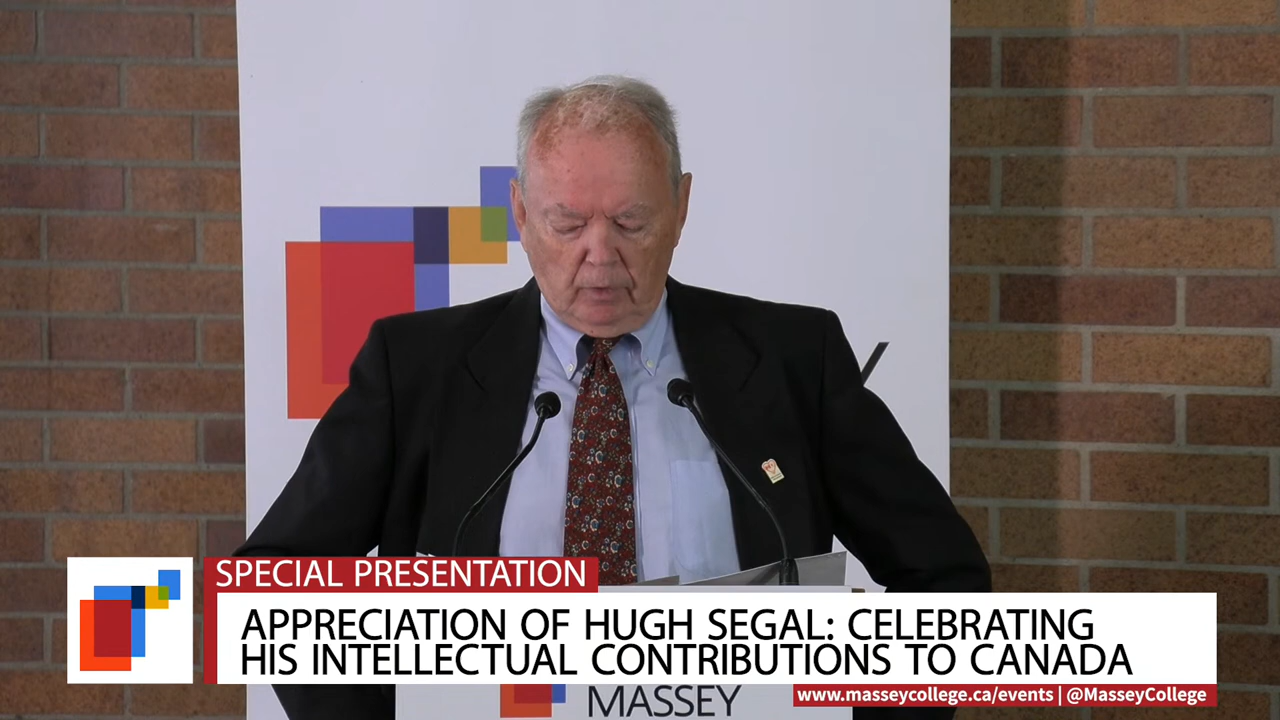 SPECIAL PRESENTATION
APPRECIATION OF HUGH SEGAL: CELEBRATING
HIS INTELLECTUAL CONTRIBUTIONS TO CANADA
MASSEY
www.masseycollege.ca/events | @MasseyCollege